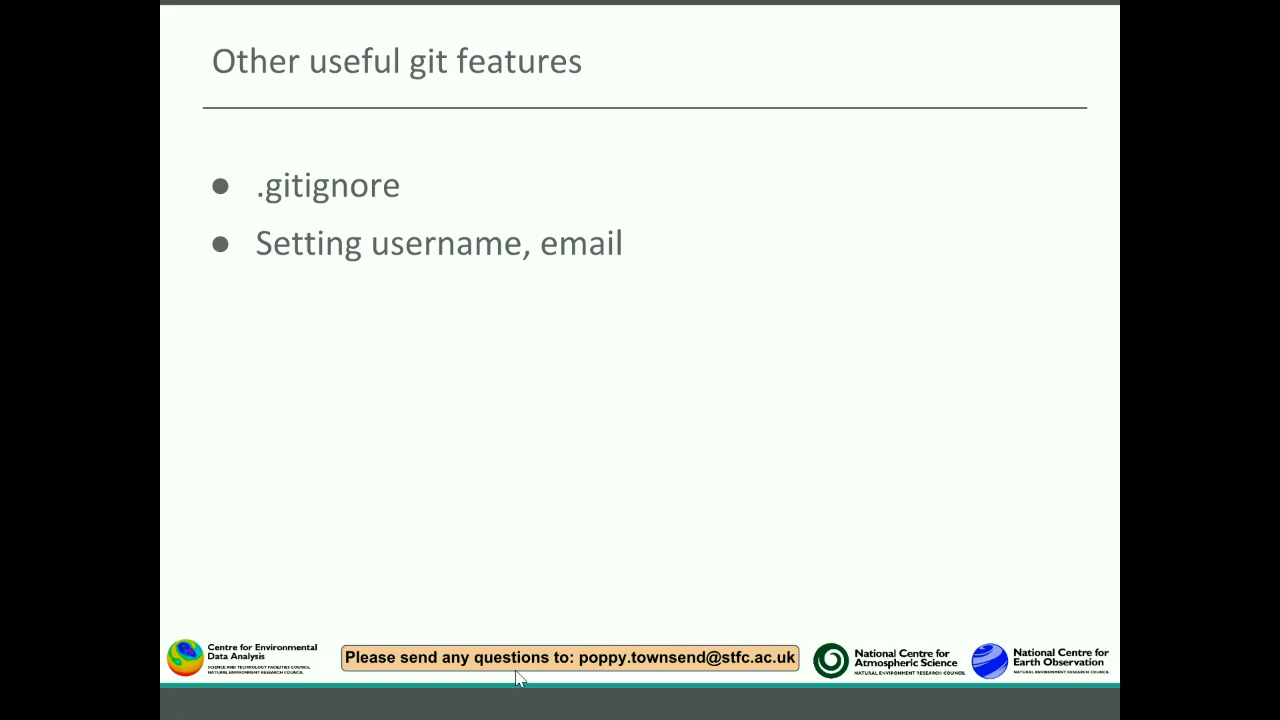 Other useful git features
● .gitignore
● Setting username, email
Centre for Environmental
Data Analysis
SCIENCE AND TECHNOLOGY FACILITIES COUNCIL
NATURAL ENVIRONMENT RESEARCH COUNCIL
Please send any questions to: poppy.townsend@stfc.ac.uk
National Centre for
Atmospheric Science
NATURAL ENVIRONMENT RESEARCH COUNCIL
National Centre for
Earth Observation
NATURAL ENVIRONMENT RESEARCH COUNCIL